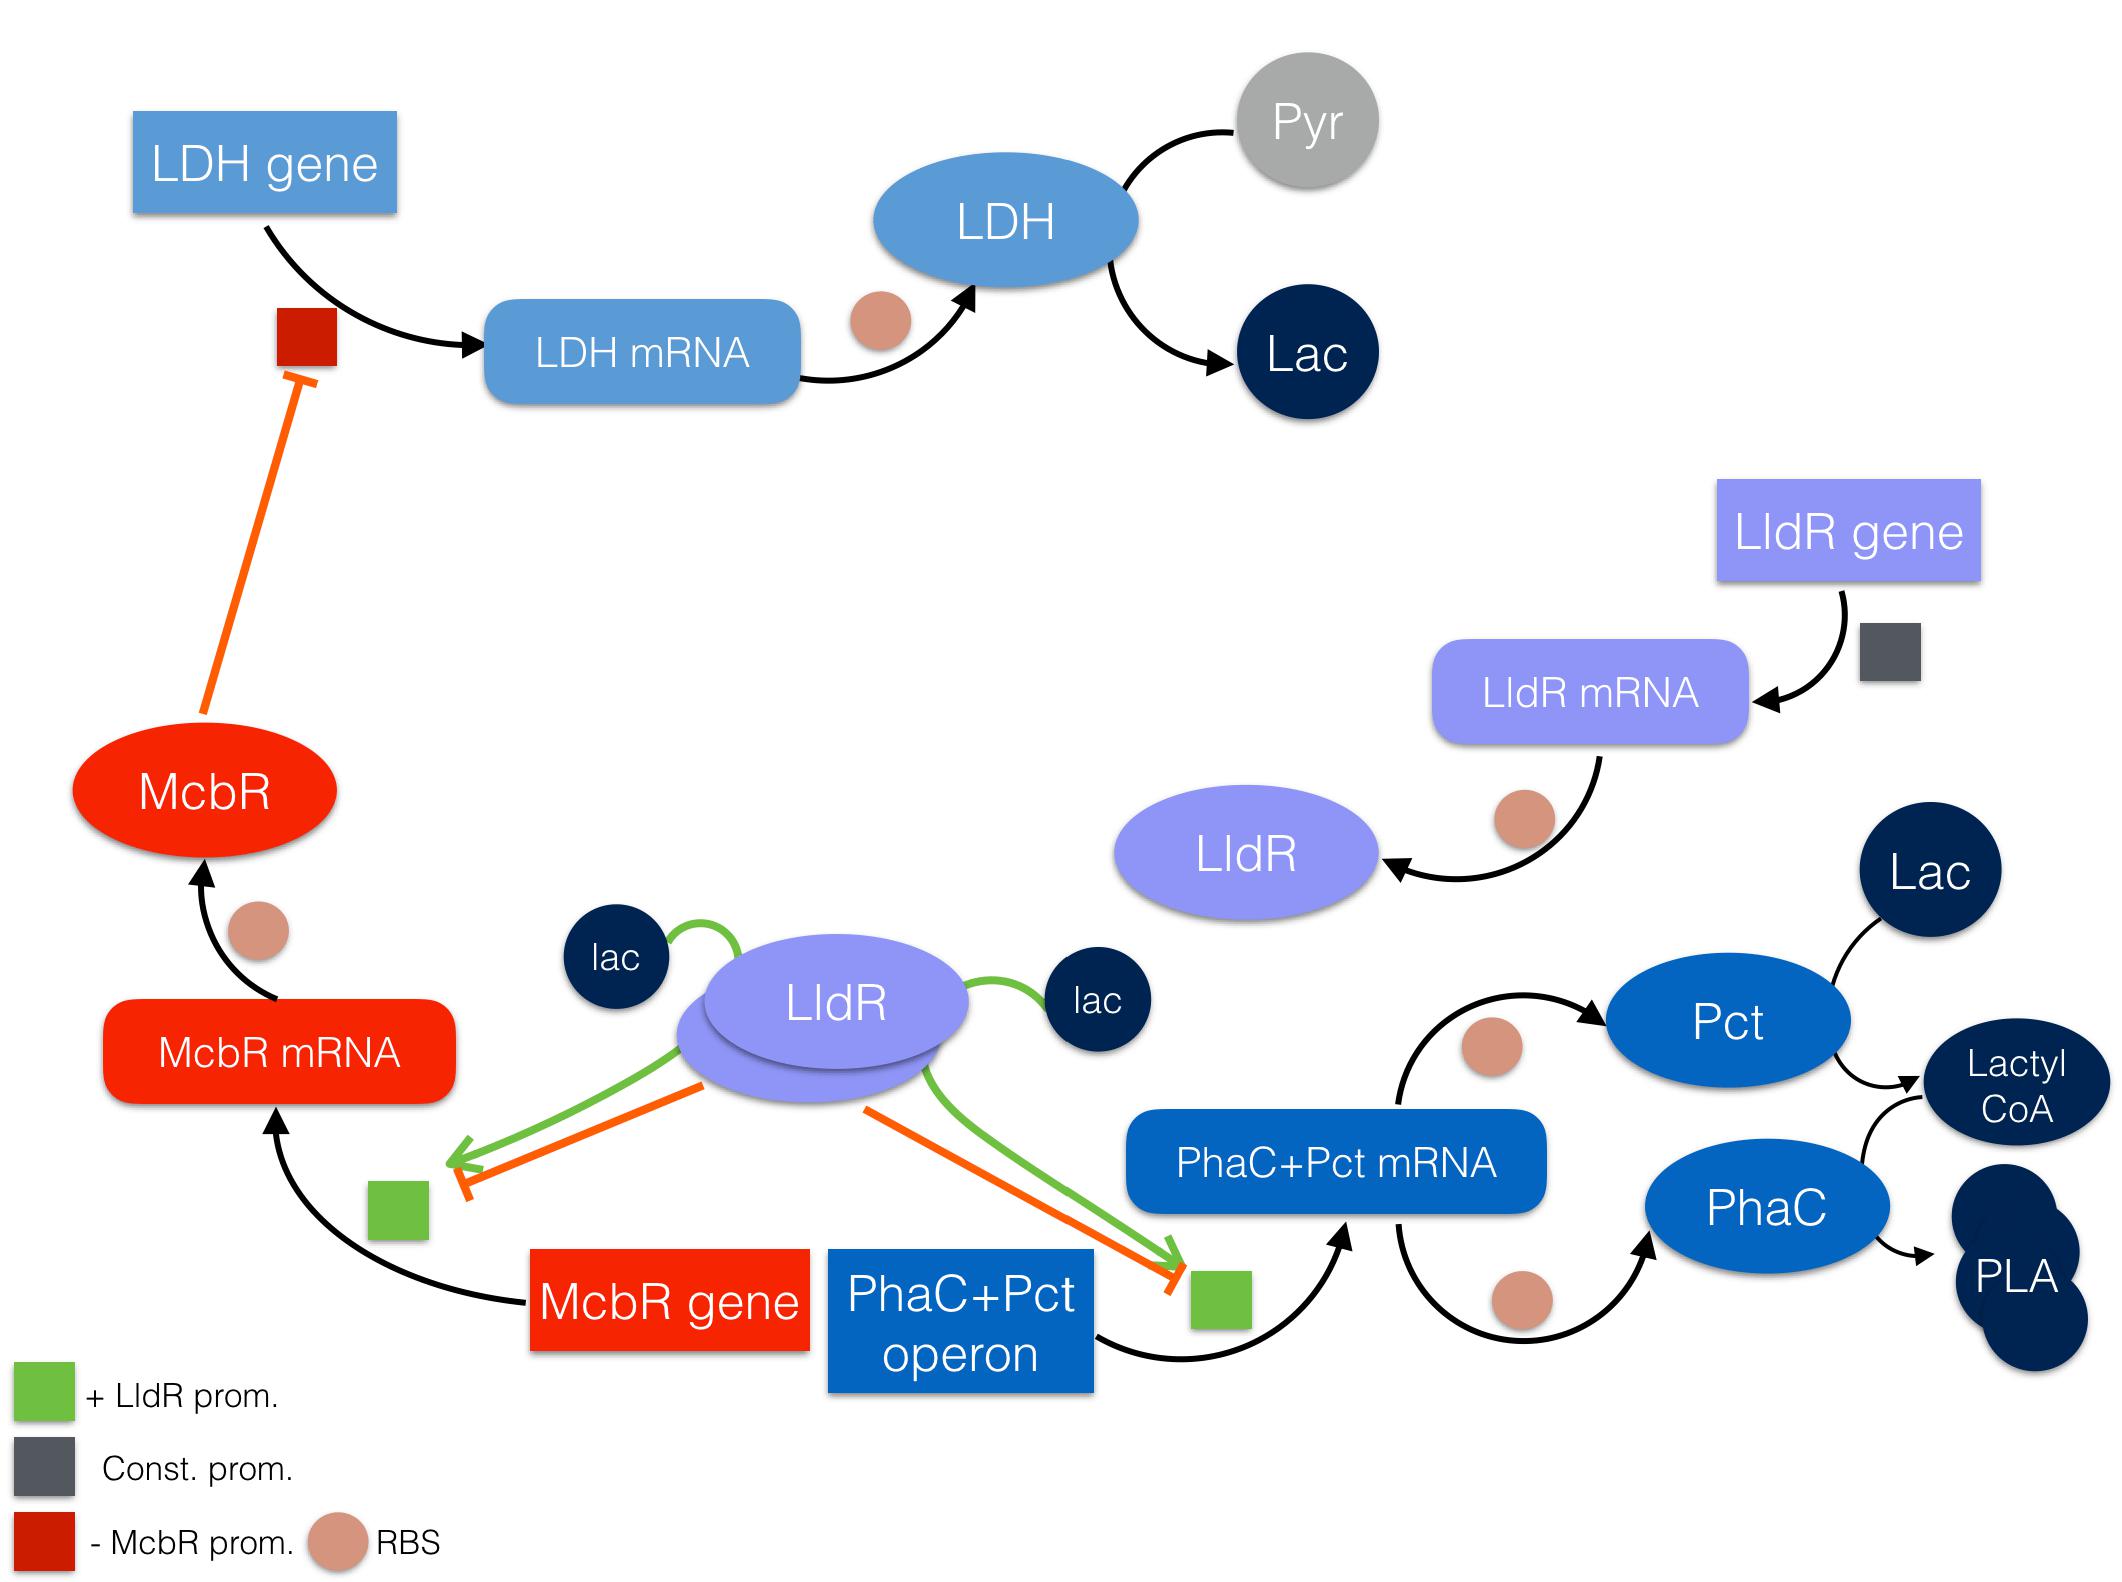 Pyr
LDH gene
LDH
LDH mRNA
Lac
LldR gene
LldR mRNA
McbR
LldR
Lac
lac
LldR
lac
Pct
McbR mRNA
Lactyl
CoA
PhaC+Pct mRNA
PhaC
McbR gene
PhaC+Pct
operon
PLA
+ LldR prom.
Const. prom.
- McbR prom.
RBS